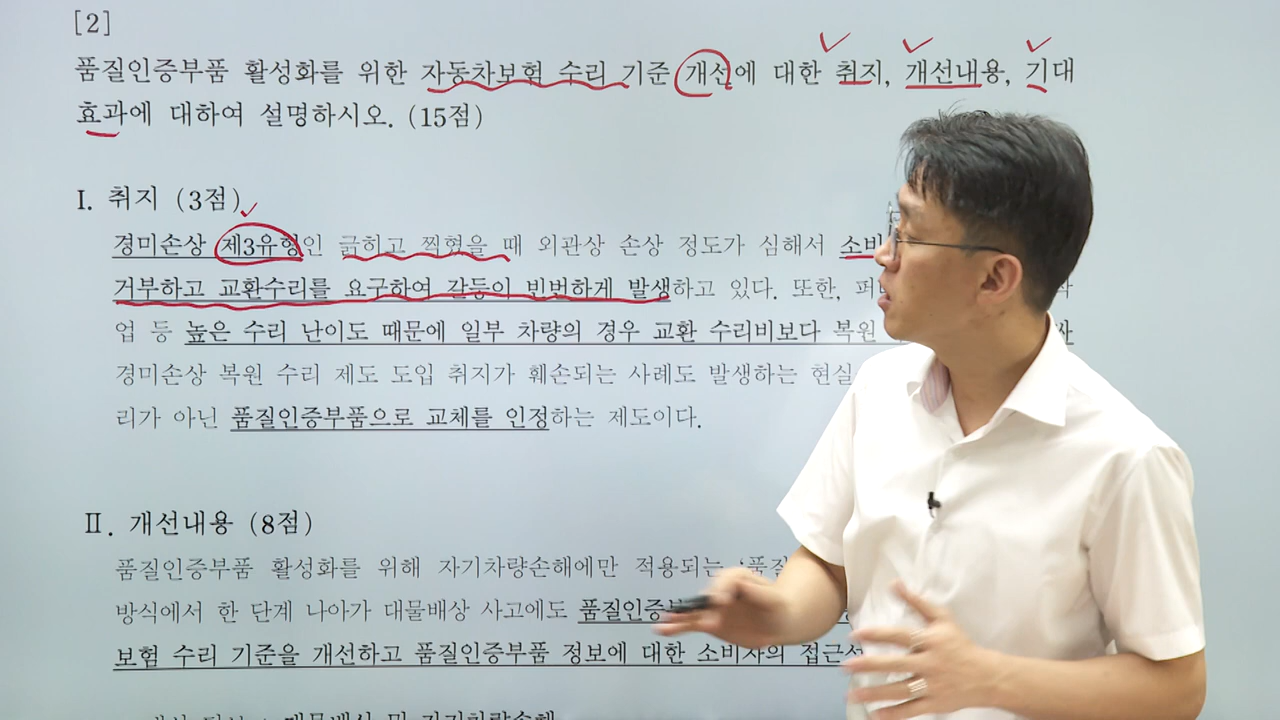 [2]
품질인증부품 활성화를 위한 자동차보험 수리 기준 개선에 대한 취지, 개선내용, 기대
효과에 대하여 설명하시오. (15점)
I. 취지 (3점)
경미손상 제3유형인 긁히고 찍혔을 때 외관상 손상 정도가 심해서
거부하고 교환수리를 요구하여 갈등이 빈번하게 발생하고 있다. 또한,
업 등 높은 수리 난이도 때문에 일부 차량의 경우 교환 수리비보다 복원
경미손상 복원 수리 제도 도입 취지가 훼손되는 사례도 발생하는 현실
리가 아닌 품질인증부품으로 교체를 인정하는 제도이다.
Ⅱ. 개선내용 (8점)
품질인증부품 활성화를 위해 자기차량손해에만 적용되는
방식에서 한 단계 나아가 대물배상 사고에도
보험 수리 기준을 개선하고 품질인증부품 정보에 대한 소비자의
대물배상 및 자기차량손해